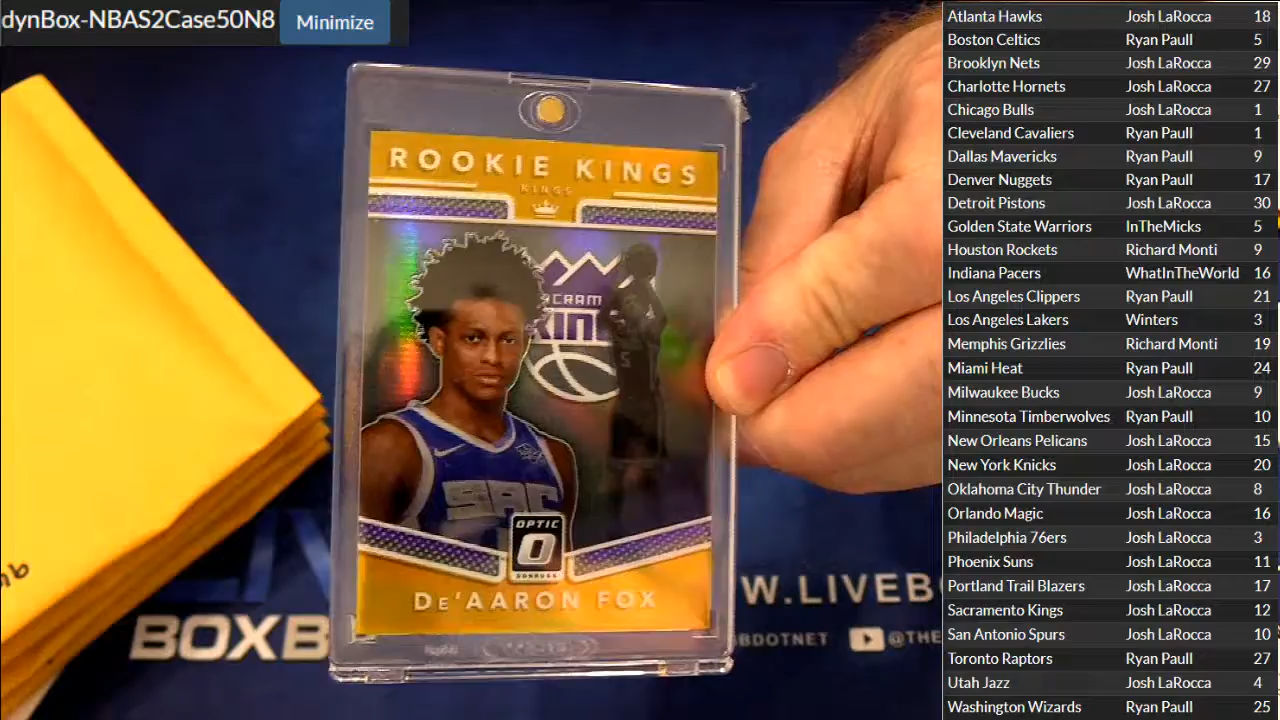 dynBox-NBAS2Case50N8 Minimize
ROOKIE KINGS
KINGS
CRAM
KIN
5
SAC
OPTIC
DONRUSS
DE'AARON FOX
W.LIVEB
BOXB
BDOTNET @THE
Atlanta Hawks Josh LaRocca 18
Boston Celtics Ryan Paull 5
Brooklyn Nets Josh LaRocca 29
Charlotte Hornets Josh LaRocca 27
Chicago Bulls Josh LaRocca 1
Cleveland Cavaliers Ryan Paull 1
Dallas Mavericks Ryan Paull 9
Denver Nuggets Ryan Paull 17
Detroit Pistons Josh LaRocca 30
Golden State Warriors InTheMicks 5
Houston Rockets Richard Monti 9
Indiana Pacers WhatInTheWorld 16
Los Angeles Clippers Ryan Paull 21
Los Angeles Lakers Winters 3
Memphis Grizzlies Richard Monti 19
Miami Heat Ryan Paull 24
Milwaukee Bucks Josh LaRocca 9
Minnesota Timberwolves Ryan Paull 10
New Orleans Pelicans Josh LaRocca 15
New York Knicks Josh LaRocca 20
Oklahoma City Thunder Josh LaRocca 8
Orlando Magic Josh LaRocca 16
Philadelphia 76ers Josh LaRocca 3
Phoenix Suns Josh LaRocca 11
Portland Trail Blazers Josh LaRocca 17
Sacramento Kings Josh LaRocca 12
San Antonio Spurs Josh LaRocca 10
Toronto Raptors Ryan Paull 27
Utah Jazz Josh LaRocca 4
Washington Wizards Ryan Paull 25